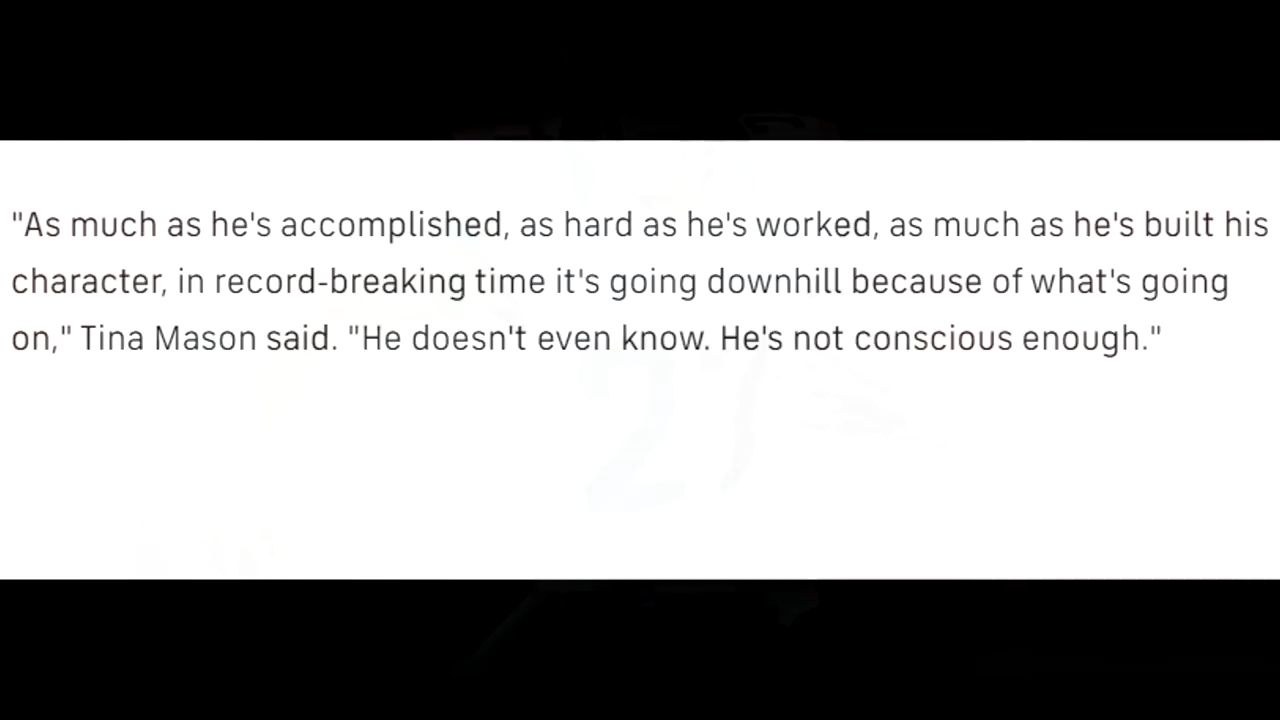 "As much as he's accomplished, as hard as he's worked, as much as he's built his
character, in record-breaking time it's going downhill because of what's going
on," Tina Mason said. "He doesn't even know. He's not conscious enough."